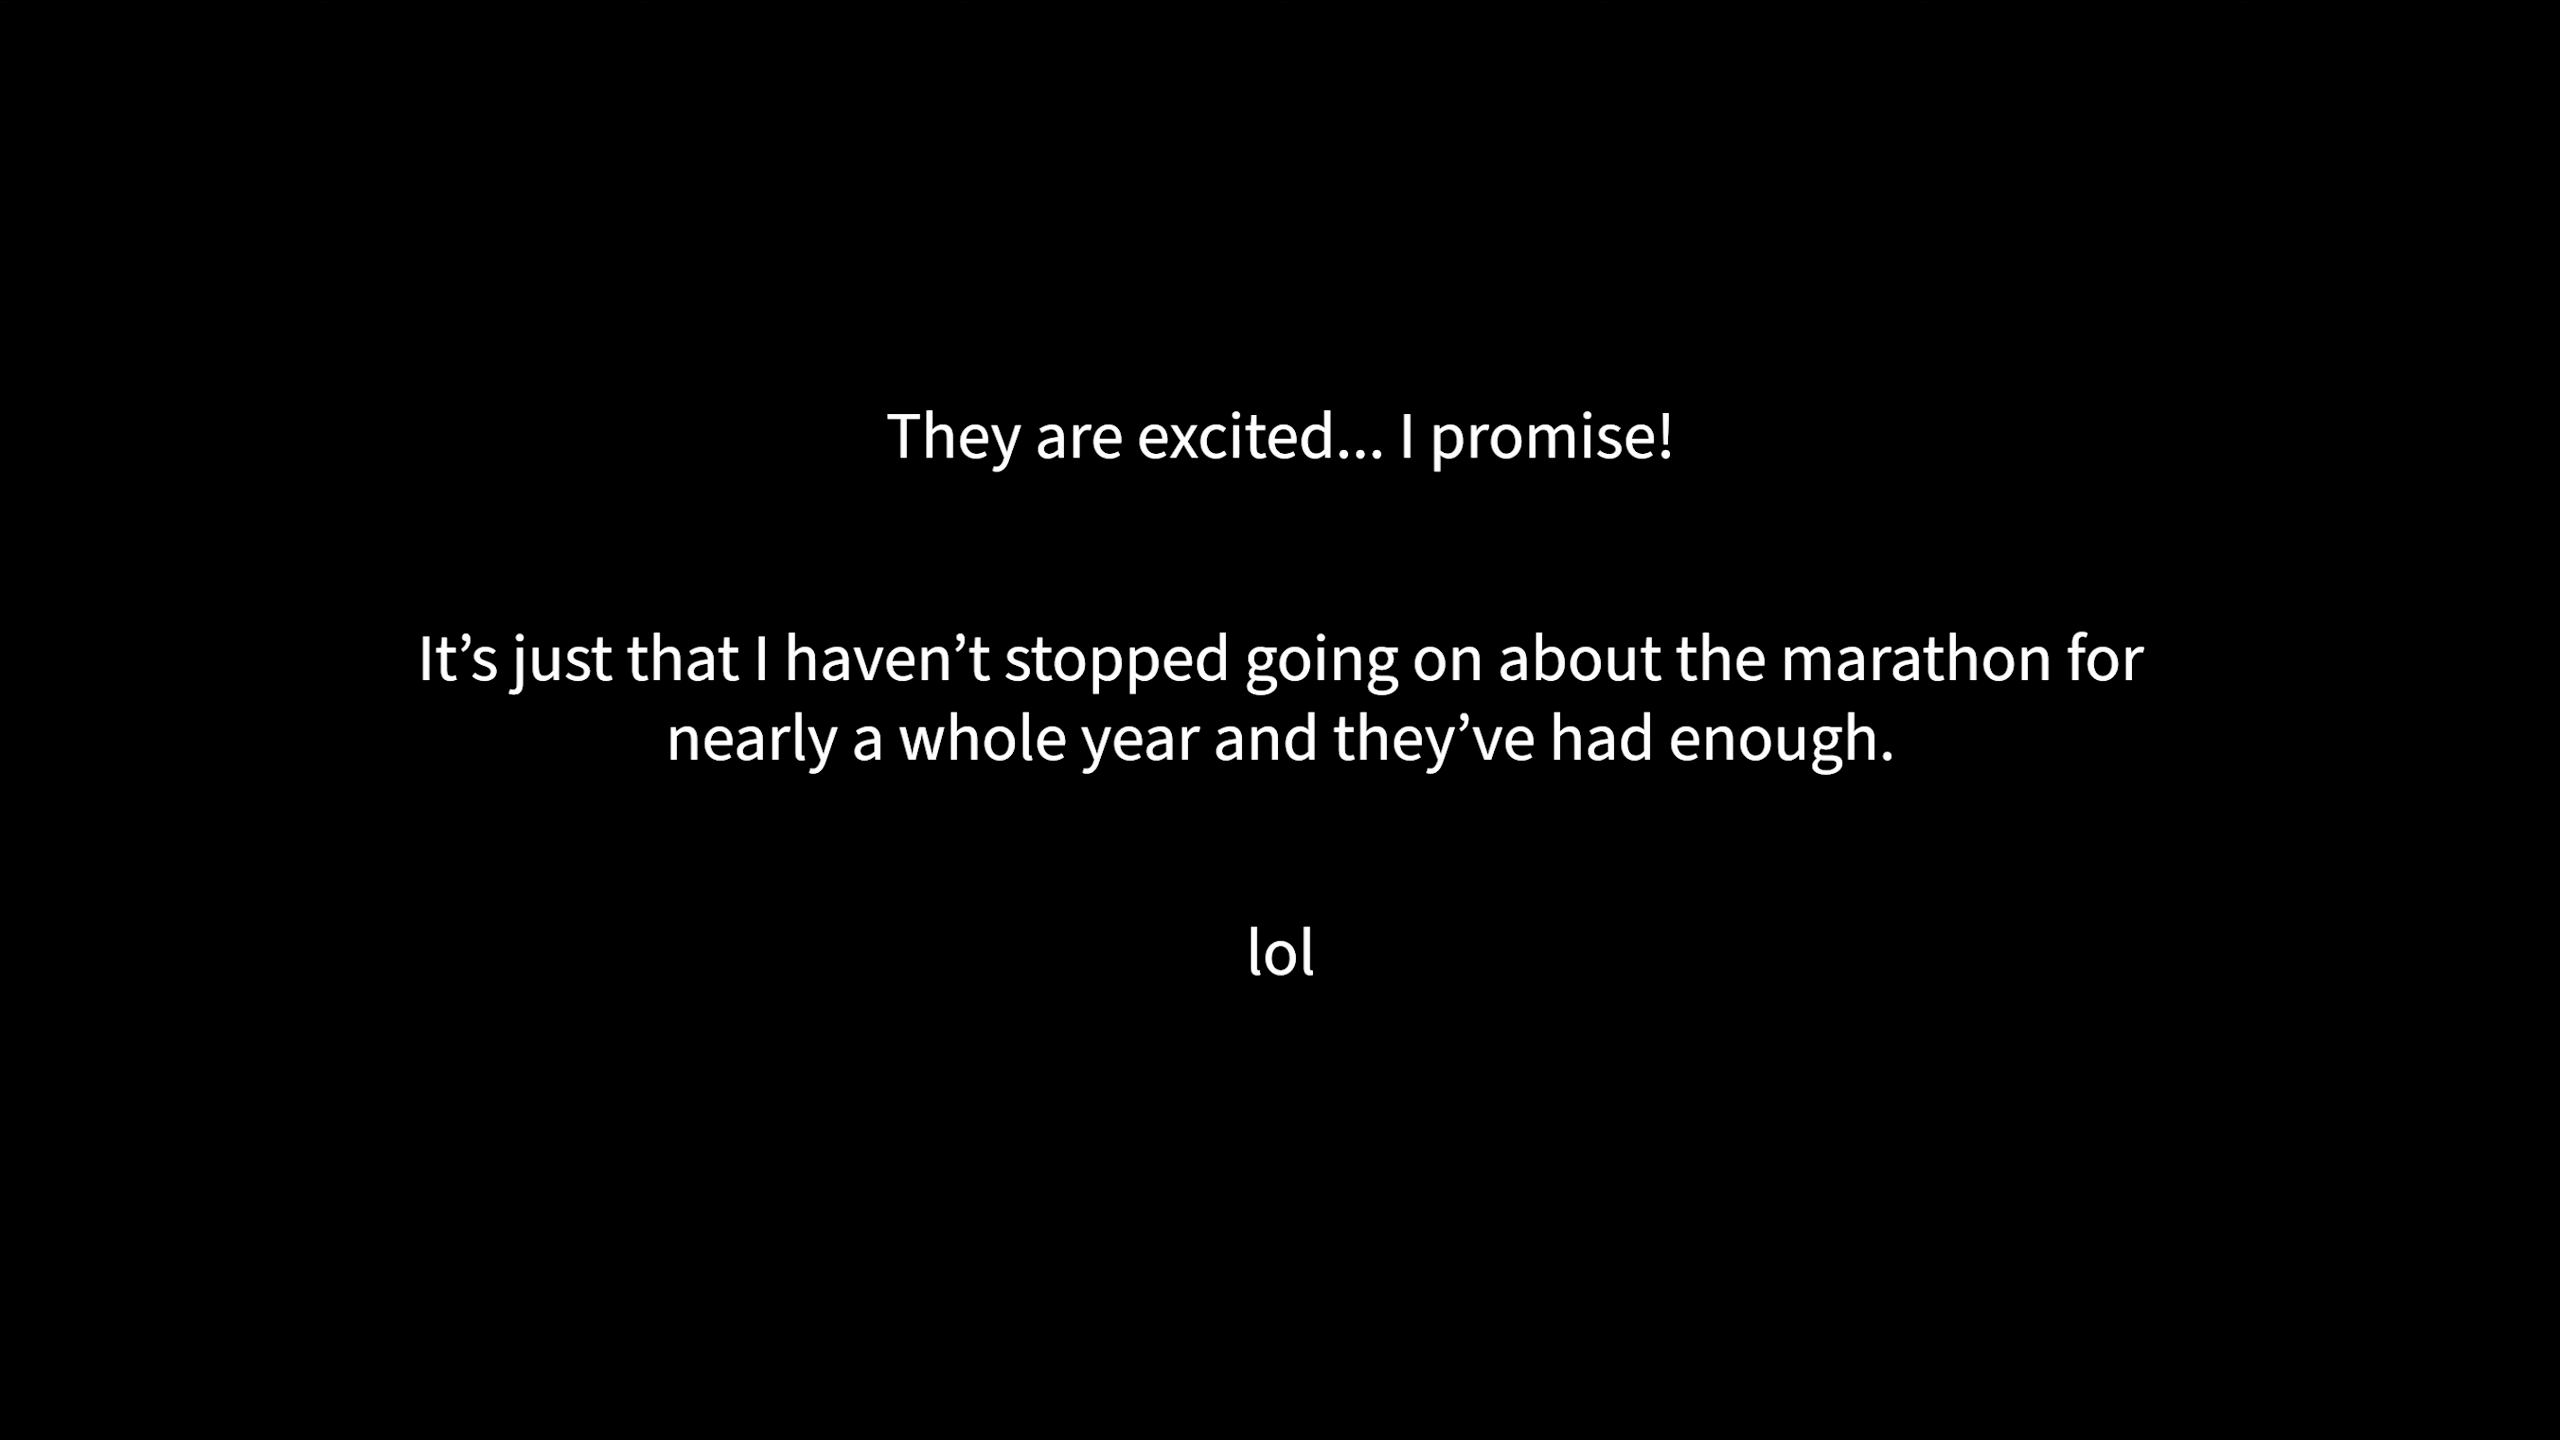 They are excited... I promise!
It’s just that I haven’t stopped going on about the marathon for
nearly a whole year and they’ve had enough.
lol